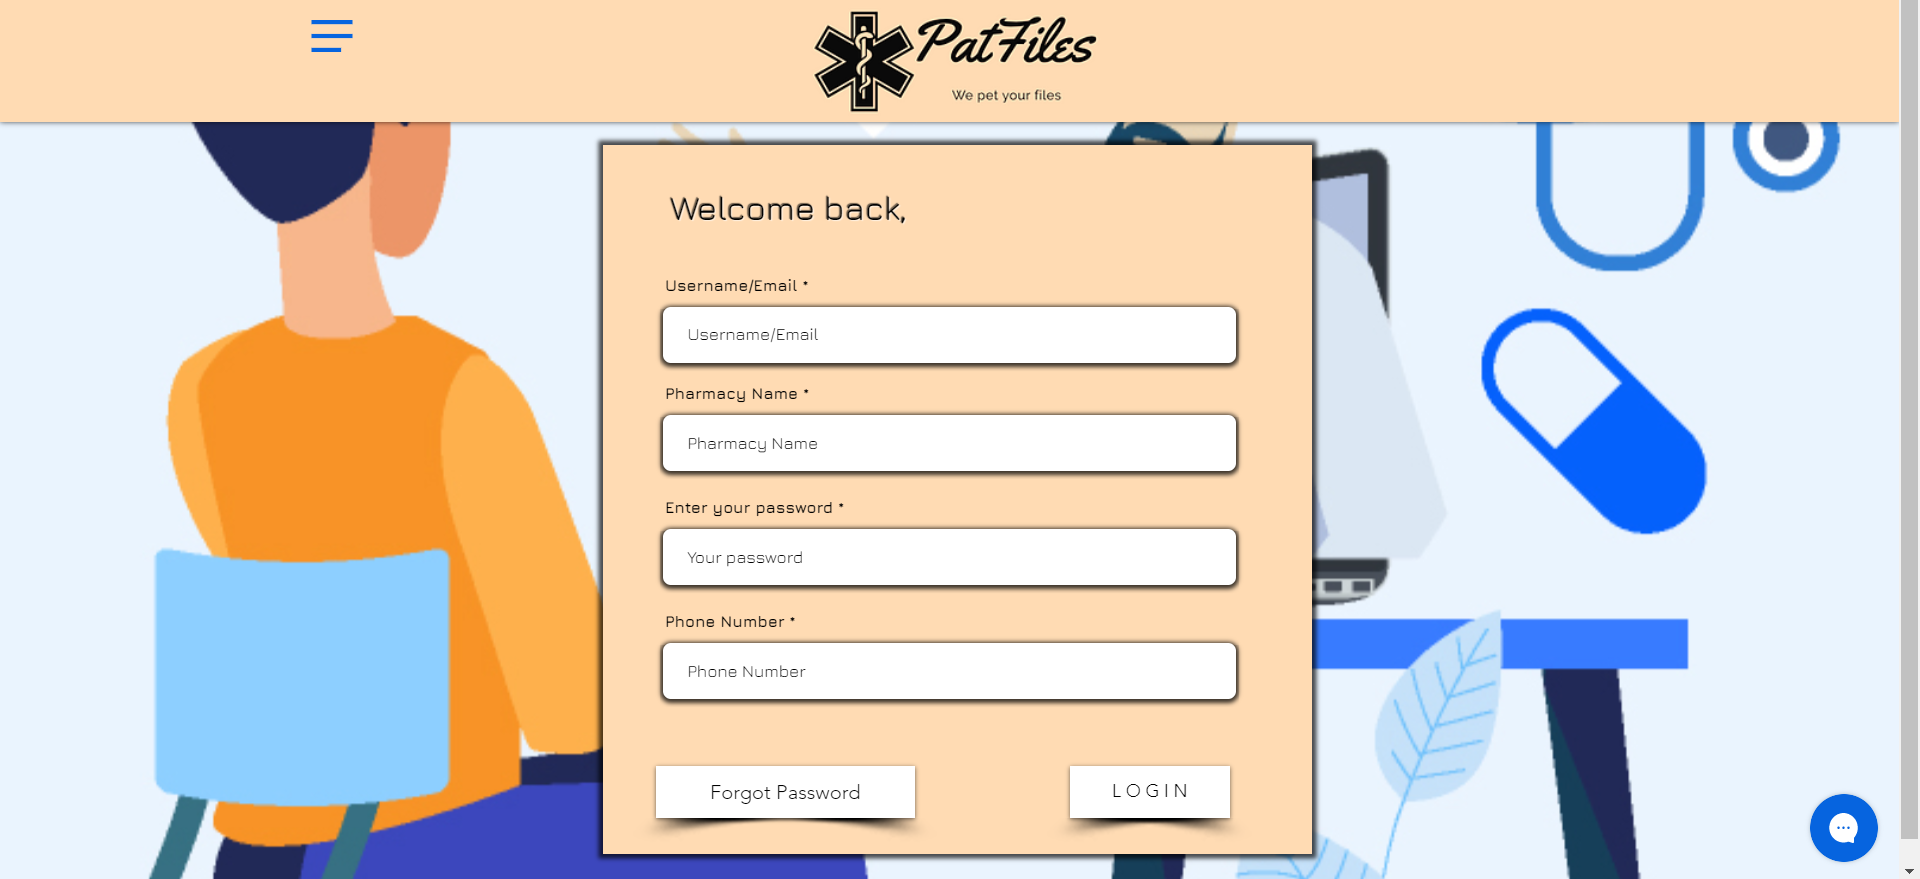 PatFiles
We pet your files
Welcome back,
Username/Email *
Username/Email
Pharmacy Name *
Pharmacy Name
Enter your password *
Your password
Phone Number *
Phone Number
Forgot Password
LOGIN